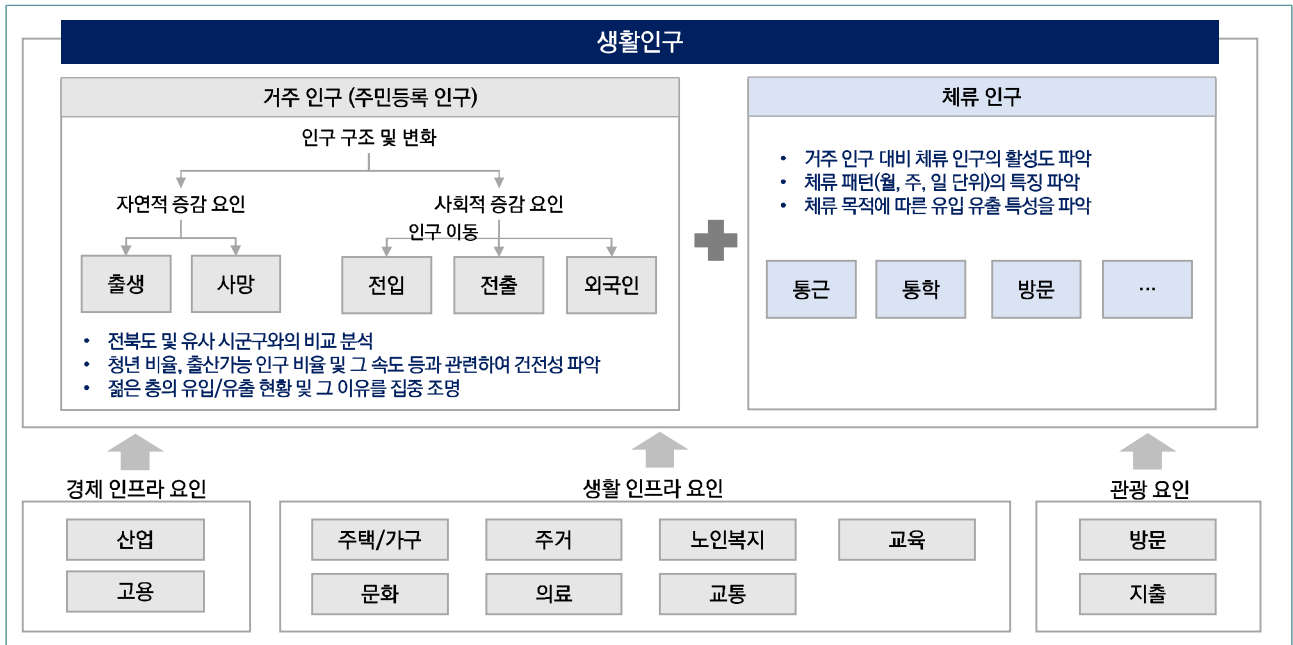 생활인구
거주 인구 (주민등록 인구)
인구 구조 및 변화
자연적 증감 요인
사회적 증감 요인
인구 이동
출생
사망
전입
전출
외국인
• 전북도 및 유사 시군구와의 비교 분석
• 청년 비율, 출산가능 인구 비율 및 그 속도 등과 관련하여 건전성 파악
• 젊은 층의 유입/유출 현황 및 그 이유를 집중 조명
체류 인구
• 거주 인구 대비 체류 인구의 활성도 파악
• 체류 패턴(월, 주, 일 단위)의 특징 파악
• 체류 목적에 따른 유입 유출 특성을 파악
통근
통학
방문
…
경제 인프라 요인
산업
고용
생활 인프라 요인
주택/가구
주거
노인복지
교육
문화
의료
교통
관광 요인
방문
지출